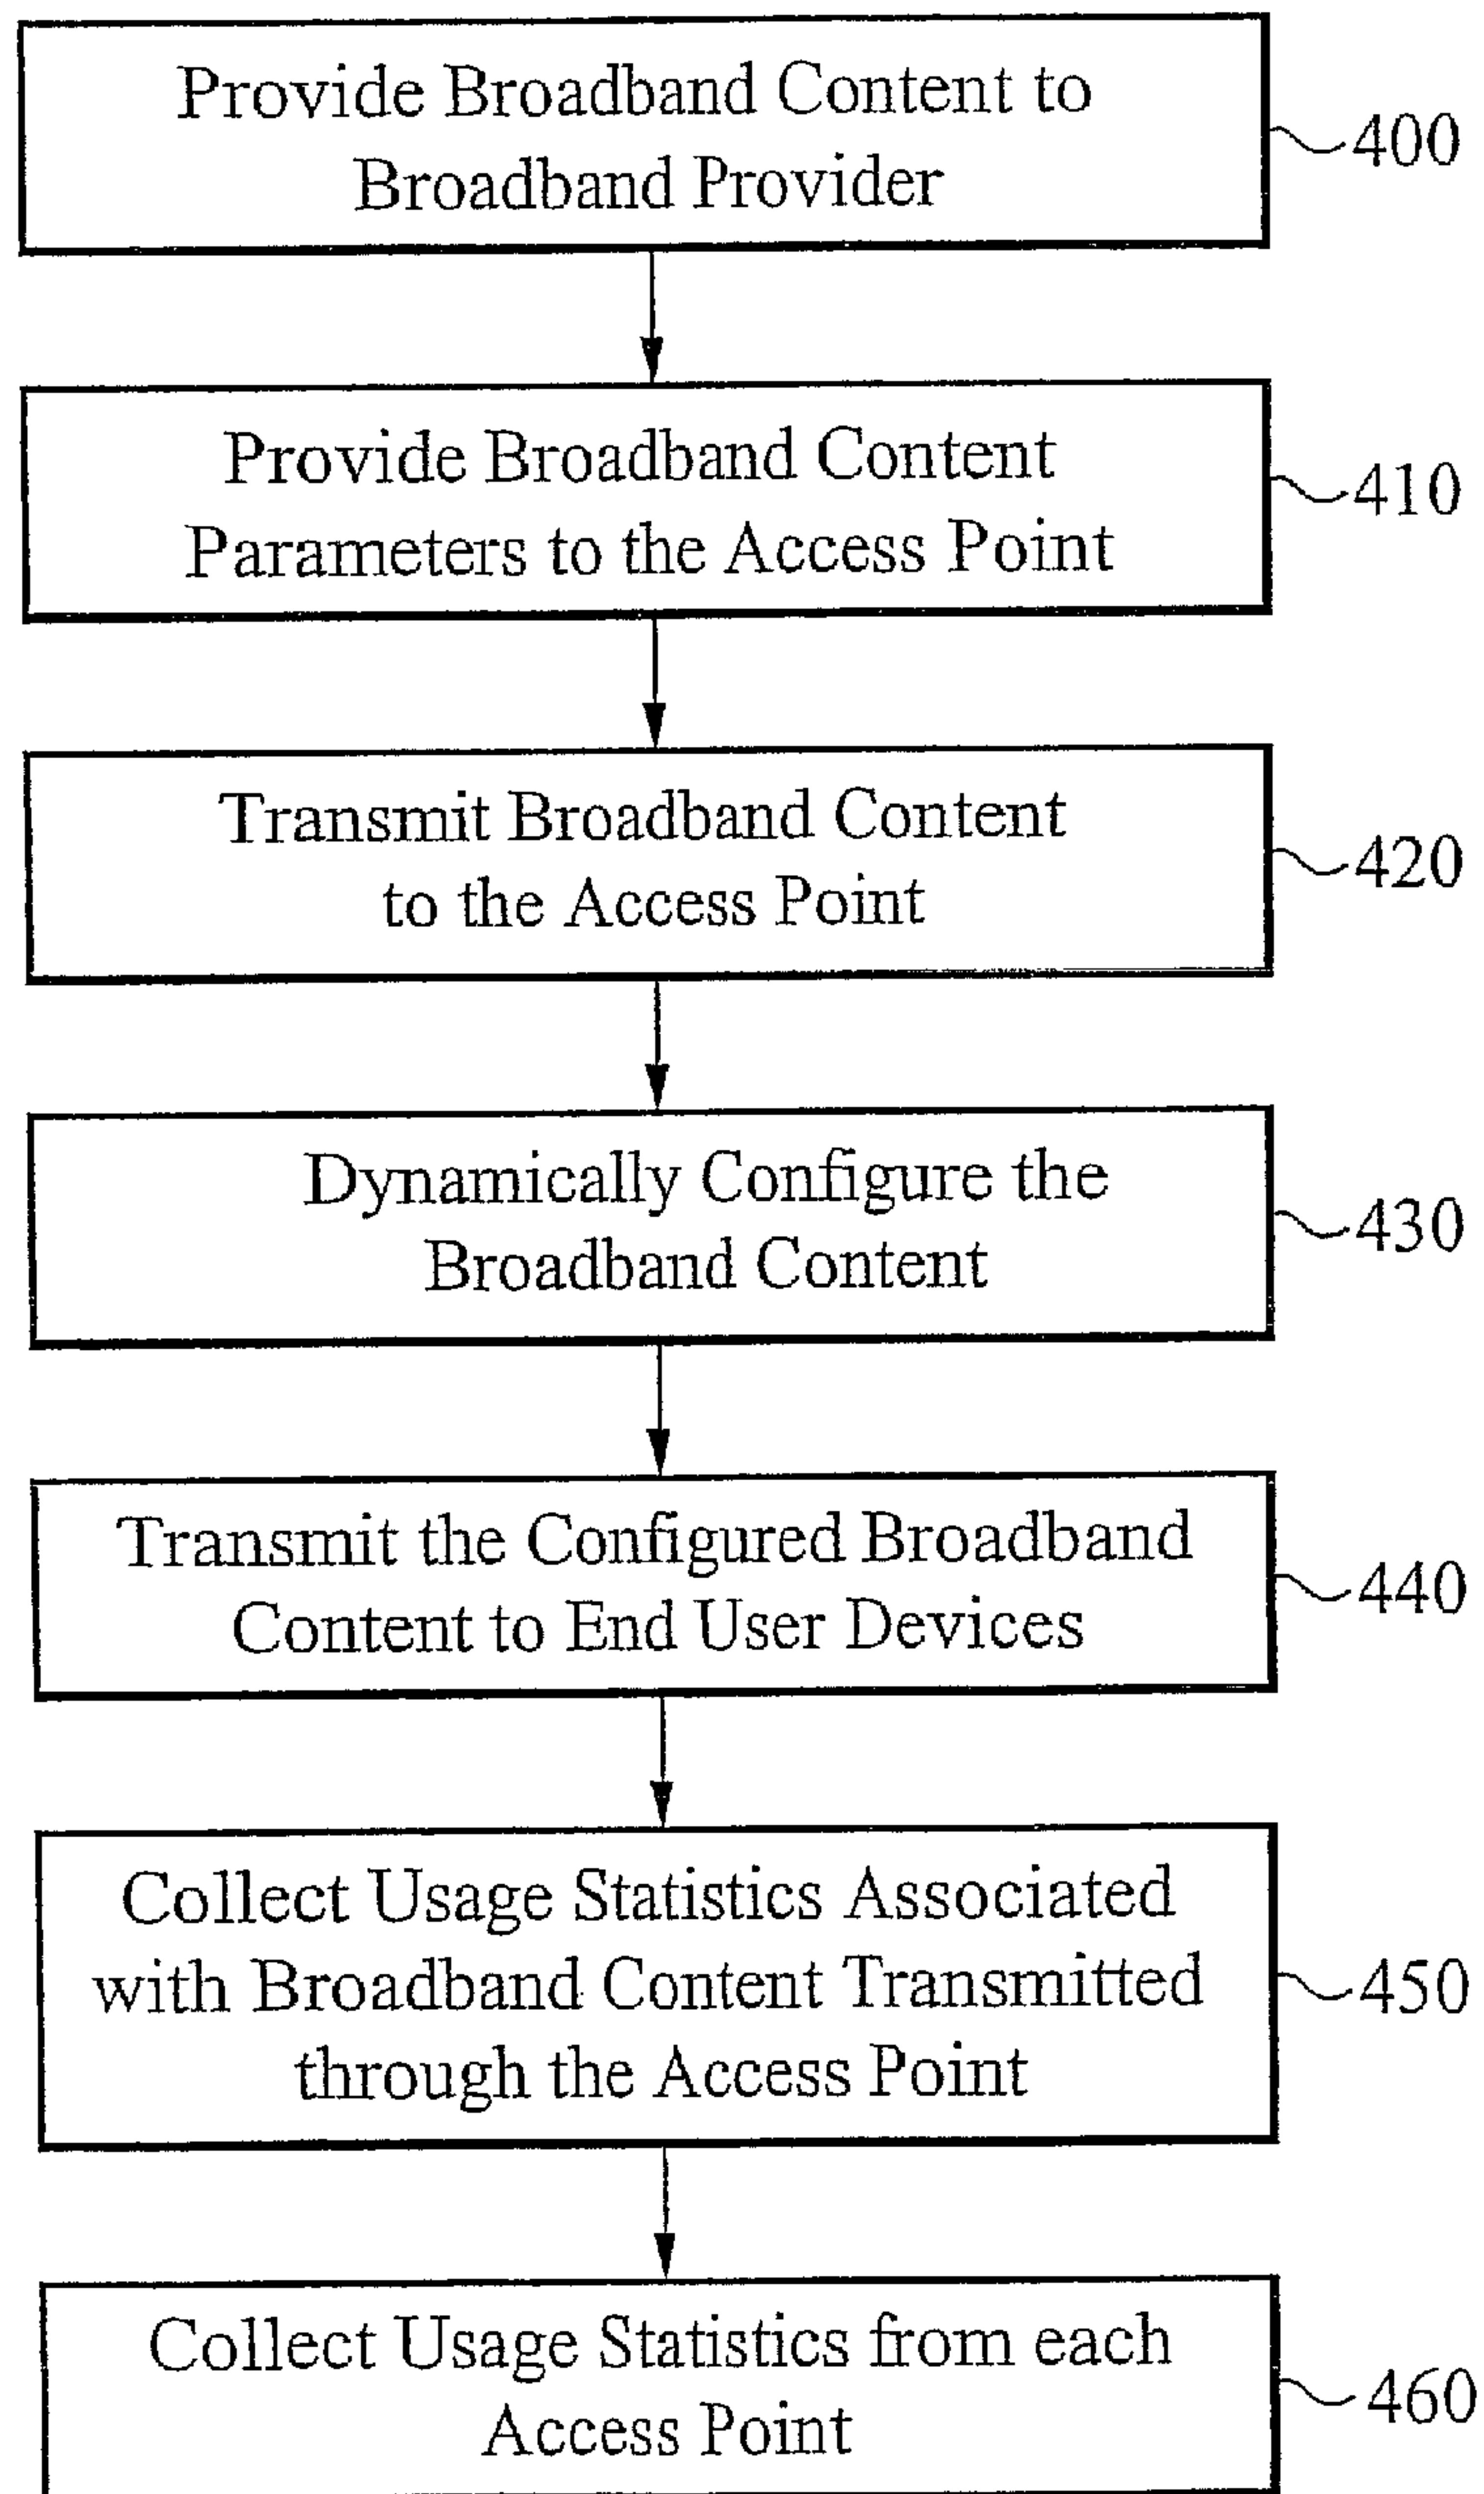 Provide Broadband Content to
Broadband Provider
400
Provide Broadband Content
Parameters to the Access Point
410
Transmit Broadband Content
to the Access Point
420
Dynamically Configure the
Broadband Content
430
Transmit the Configured Broadband
Content to End User Devices
440
Collect Usage Statistics Associated
with Broadband Content Transmitted
through the Access Point
450
Collect Usage Statistics from each
Access Point
460